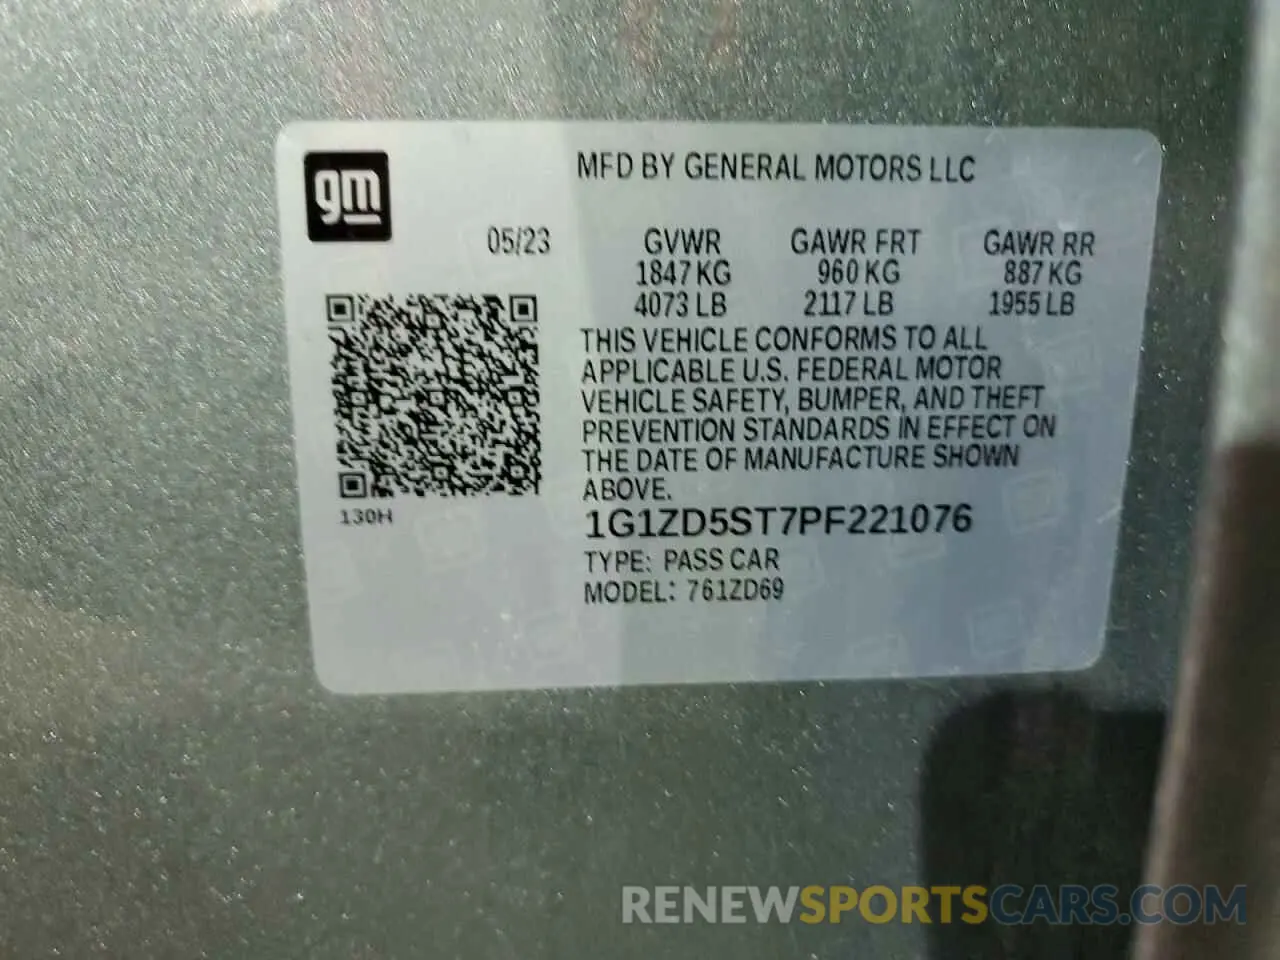 gm
MFD BY GENERAL MOTORS LLC
05/23
GVWR GAWR FRT GAWR RR
1847 KG 960 KG 887 KG
4073 LB 2117 LB 1955 LB
THIS VEHICLE CONFORMS TO ALL
APPLICABLE U.S. FEDERAL MOTOR
VEHICLE SAFETY, BUMPER, AND THEFT
PREVENTION STANDARDS IN EFFECT ON
THE DATE OF MANUFACTURE SHOWN
ABOVE.
130H
1G1ZD5ST7PF221076
TYPE: PASS CAR
MODEL: 761ZD69
RENEWSPORTSCARS.COM